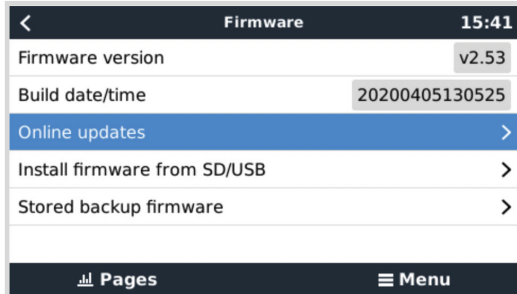 Firmware 15:41
Firmware version v2.53
Build date/time 20200405130525
Online updates
Install firmware from SD/USB
Stored backup firmware
Pages Menu